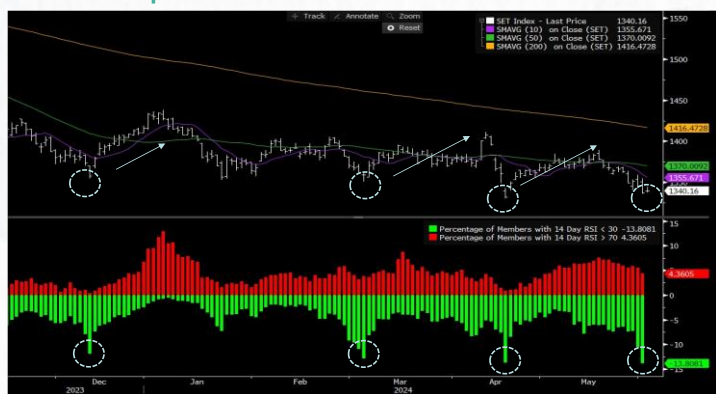 Track Annotate Zoom
Reset
SET Index - Last Price 1340.16
SMAVG (10) on Close (SET) 1355.671
SMAVG (50) on Close (SET) 1370.0092
SMAVG (200) on Close (SET) 1416.4728
1550
1500
1450
1416.4728
1400
1370.0092
1355.671
1340.16
Percentage of Members with 14 Day RSI < 30 -13.8081
Percentage of Members with 14 Day RSI > 70 4.3605
15
10
4.3605
0
-5
-10
-13.8081
Dec Jan Feb Mar Apr May
2023 2024